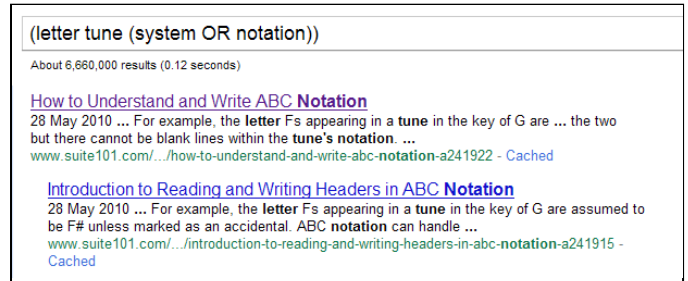 (letter tune (system OR notation))
About 6,660,000 results (0.12 seconds)
How to Understand and Write ABC Notation
28 May 2010 ... For example, the letter Fs appearing in a tune in the key of G are ... the two
but there cannot be blank lines within the tune's notation. ...
www.suite101.com/.../how-to-understand-and-write-abc-notation-a241922 - Cached
Introduction to Reading and Writing Headers in ABC Notation
28 May 2010 ... For example, the letter Fs appearing in a tune in the key of G are assumed to
be F# unless marked as an accidental. ABC notation can handle ...
www.suite101.com/.../introduction-to-reading-and-writing-headers-in-abc-notation-a241915 -
Cached